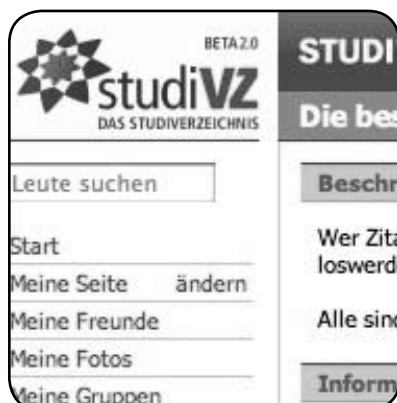 BETA 2.0
studiVZ
DAS STUDIVERZEICHNIS
Leute suchen
Start
Meine Seite ändern
Meine Freunde
Meine Fotos
Meine Gruppen
STUDI
Die bes
Beschr
Wer Zita
loswerd
Alle sind
Inform